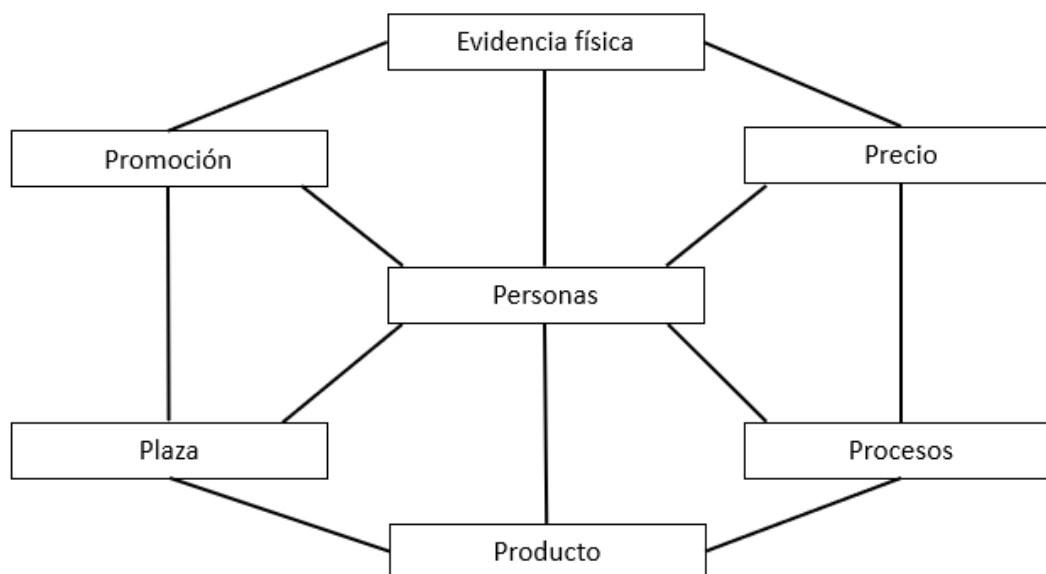 Evidencia física
Promoción
Precio
Personas
Plaza
Procesos
Producto